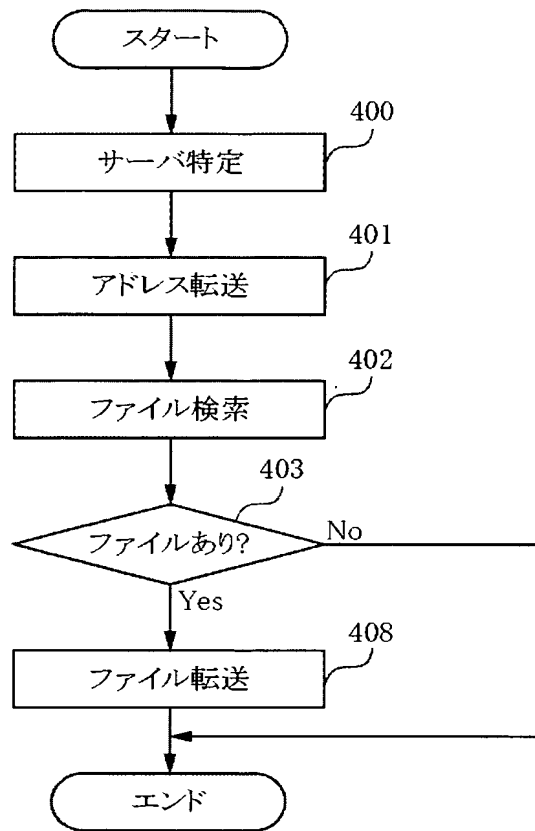 スタート
400
サーバ特定
401
アドレス転送
402
ファイル検索
403
ファイルあり?
No
Yes
408
ファイル転送
エンド